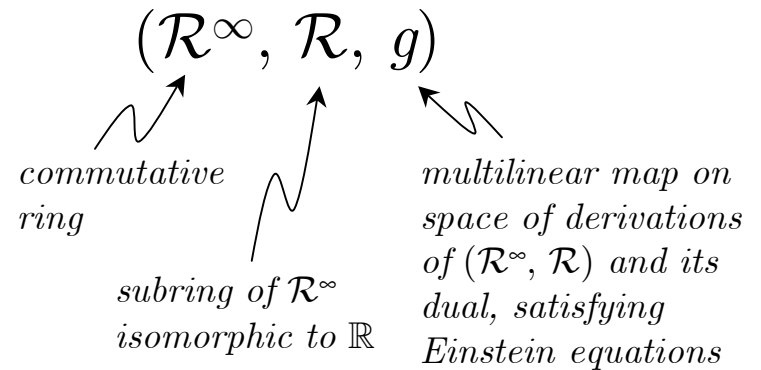 (ℛ^∞, ℛ, g)
commutative
ring
subring of ℛ^∞
isomorphic to ℝ
multilinear map on
space of derivations
of (ℛ^∞, ℛ) and its
dual, satisfying
Einstein equations